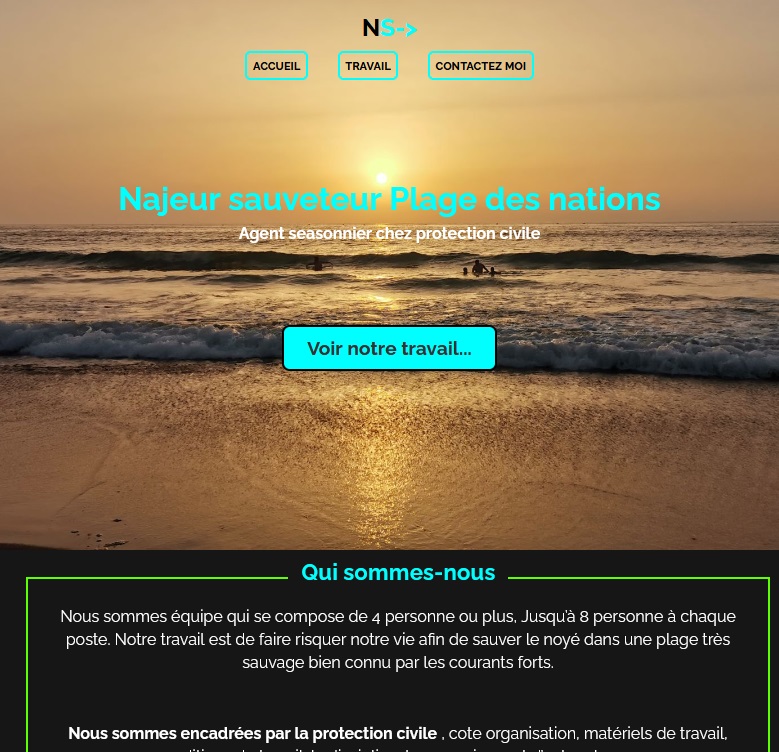 NS->
ACCUEIL TRAVAIL CONTACTEZ MOI
Najeur sauveteur Plage des nations
Agent seasonnier chez protection civile
Voir notre travail...
Qui sommes-nous
Nous sommes équipe qui se compose de 4 personne ou plus, Jusqu'à 8 personne à chaque
poste. Notre travail est de faire risquer notre vie afin de sauver le noyé dans une plage très
sauvage bien connu par les courants forts.
Nous sommes encadrées par la protection civile , cote organisation, matériels de travail,